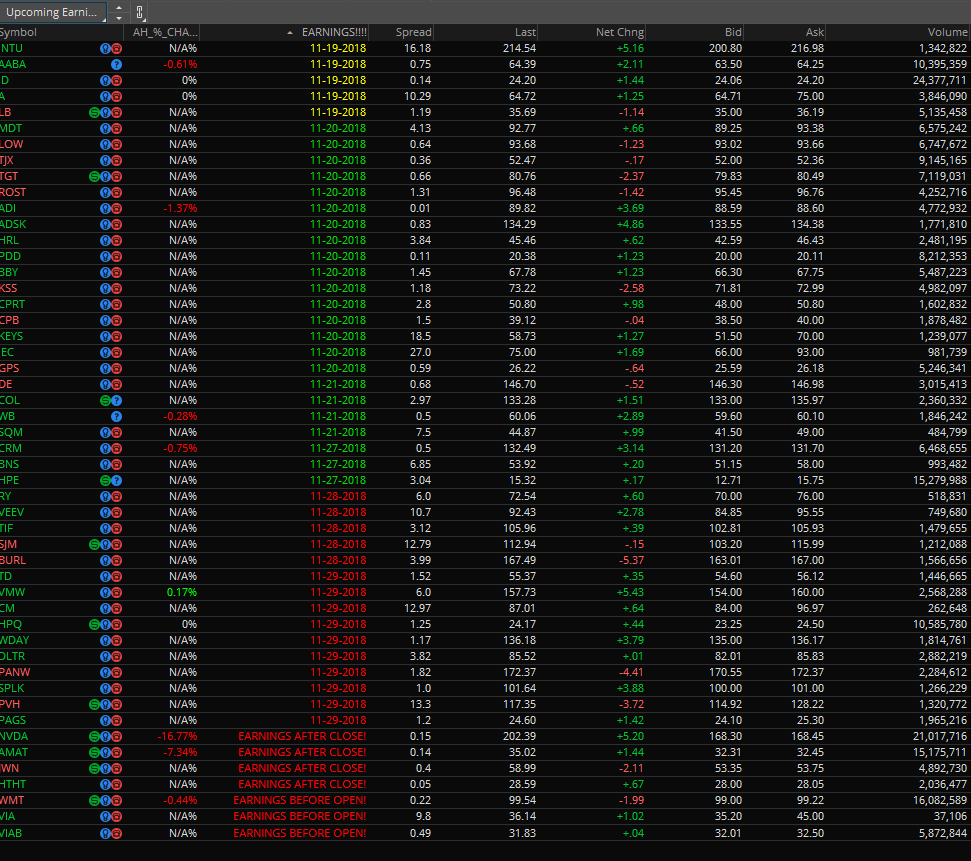 Upcoming Earni...
Symbol AH_%_CHA... EARNINGS!!!! Spread Last Net Chng Bid Ask Volume
NTU N/A% 11-19-2018 16.18 214.54 +5.16 200.80 216.98 1,342,822
AABA -0.61% 11-19-2018 0.75 64.39 +2.11 63.50 64.25 10,395,359
D 0% 11-19-2018 0.14 24.20 +1.44 24.06 24.20 24,377,711
A 0% 11-19-2018 10.29 64.72 +1.25 64.71 75.00 3,846,090
LB N/A% 11-19-2018 1.19 35.69 -1.14 35.00 36.19 5,135,458
MDT N/A% 11-20-2018 4.13 92.77 +.66 89.25 93.38 6,575,242
LOW N/A% 11-20-2018 0.64 93.68 -1.23 93.02 93.66 6,747,672
TJX N/A% 11-20-2018 0.36 52.47 -.17 52.00 52.36 9,145,165
TGT N/A% 11-20-2018 0.66 80.76 -2.37 79.83 80.49 7,119,031
ROST N/A% 11-20-2018 1.31 96.48 -1.42 95.45 96.76 4,252,716
ADI -1.37% 11-20-2018 0.01 89.82 +3.69 88.59 88.60 4,772,932
ADSK N/A% 11-20-2018 0.83 134.29 +4.86 133.55 134.38 1,771,810
HRL N/A% 11-20-2018 3.84 45.46 +.62 42.59 46.43 2,481,195
PDD N/A% 11-20-2018 0.11 20.38 +1.23 20.00 20.11 8,212,353
BBY N/A% 11-20-2018 1.45 67.78 +1.23 66.30 67.75 5,487,223
KSS N/A% 11-20-2018 1.18 73.22 -2.58 71.81 72.99 4,982,097
CPRT N/A% 11-20-2018 2.8 50.80 +.98 48.00 50.80 1,602,832
CPB N/A% 11-20-2018 1.5 39.12 -.04 38.50 40.00 1,878,482
KEYS N/A% 11-20-2018 18.5 58.73 +1.27 51.50 70.00 1,239,077
EC N/A% 11-20-2018 27.0 75.00 +1.69 66.00 93.00 981,739
GPS N/A% 11-20-2018 0.59 26.22 -.64 25.59 26.18 5,246,341
DE N/A% 11-21-2018 0.68 146.70 -.52 146.30 146.98 3,015,413
COL N/A% 11-21-2018 2.97 133.28 +1.51 133.00 135.97 2,360,332
WB -0.28% 11-21-2018 0.5 60.06 +2.89 59.60 60.10 1,846,242
SQM N/A% 11-21-2018 7.5 44.87 +.99 41.50 49.00 484,799
CRM -0.75% 11-27-2018 0.5 132.49 +3.14 131.20 131.70 6,468,655
BNS N/A% 11-27-2018 6.85 53.92 +.20 51.15 58.00 993,482
HPE N/A% 11-27-2018 3.04 15.32 +.17 12.71 15.75 15,279,988
RY N/A% 11-28-2018 6.0 72.54 +.60 70.00 76.00 518,831
VEEV N/A% 11-28-2018 10.7 92.43 +2.78 84.85 95.55 749,680
TIF N/A% 11-28-2018 3.12 105.96 +.39 102.81 105.93 1,479,655
SJM N/A% 11-28-2018 12.79 112.94 -.15 103.20 115.99 1,212,088
BURL N/A% 11-28-2018 3.99 167.49 -5.37 163.01 167.00 1,566,656
TD N/A% 11-29-2018 1.52 55.37 +.35 54.60 56.12 1,446,665
VMW 0.17% 11-29-2018 6.0 157.73 +5.43 154.00 160.00 2,568,288
CM N/A% 11-29-2018 12.97 87.01 +.64 84.00 96.97 262,648
HPQ 0% 11-29-2018 1.25 24.17 +.44 23.25 24.50 10,585,780
WDAY N/A% 11-29-2018 1.17 136.18 +3.79 135.00 136.17 1,814,761
DLTR N/A% 11-29-2018 3.82 85.52 +.01 82.01 85.83 2,882,219
PANW N/A% 11-29-2018 1.82 172.37 -4.41 170.55 172.37 2,284,612
SPLK N/A% 11-29-2018 1.0 101.64 +3.88 100.00 101.00 1,266,229
PVH N/A% 11-29-2018 13.3 117.35 -3.72 114.92 128.22 1,320,772
PAGS N/A% 11-29-2018 1.2 24.60 +1.42 24.10 25.30 1,965,216
NVDA -16.77% EARNINGS AFTER CLOSE! 0.15 202.39 +5.20 168.30 168.45 21,017,716
AMAT -7.34% EARNINGS AFTER CLOSE! 0.14 35.02 +1.44 32.31 32.45 15,175,711
JWN N/A% EARNINGS AFTER CLOSE! 0.4 58.99 -2.11 53.35 53.75 4,892,730
HTHT N/A% EARNINGS AFTER CLOSE! 0.05 28.59 +.67 28.00 28.05 2,036,477
WMT -0.44% EARNINGS BEFORE OPEN! 0.22 99.54 -1.99 99.00 99.22 16,082,589
VIA N/A% EARNINGS BEFORE OPEN! 9.8 36.14 +1.02 35.20 45.00 37,106
VIAB N/A% EARNINGS BEFORE OPEN! 0.49 31.83 +.04 32.01 32.50 5,872,844